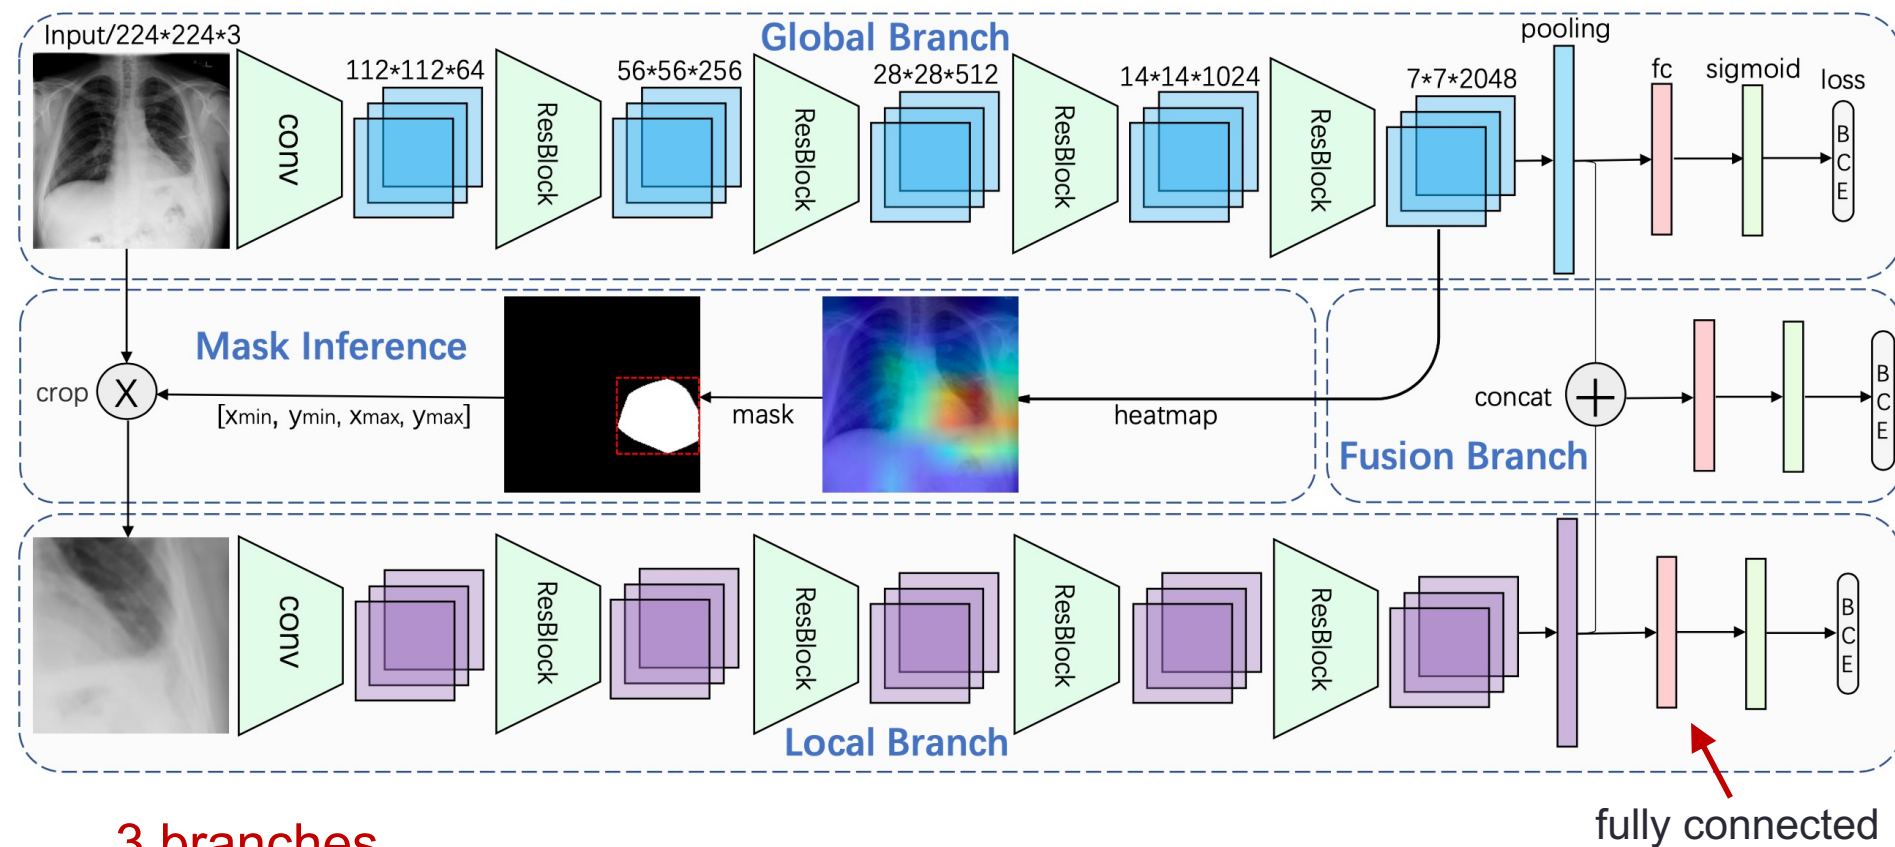 Input/224*224*3
Global Branch
pooling
112*112*64
56*56*256
28*28*512
14*14*1024
7*7*2048
fc
sigmoid
loss
conv
ResBlock
ResBlock
ResBlock
ResBlock
BCE
Mask Inference
crop
X
[xmin, ymin, xmax, ymax]
mask
heatmap
concat
+
Fusion Branch
BCE
conv
ResBlock
ResBlock
ResBlock
ResBlock
BCE
Local Branch
3 branches
fully connected